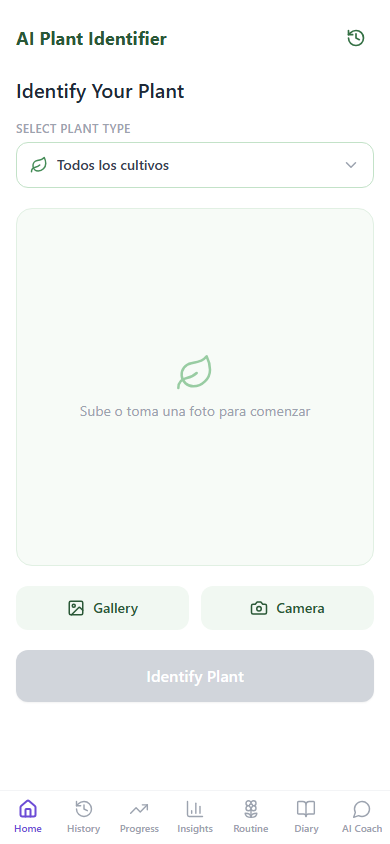 AI Plant Identifier
Identify Your Plant
SELECT PLANT TYPE
Todos los cultivos
Sube o toma una foto para comenzar
Gallery
Camera
Identify Plant
Home
History
Progress
Insights
Routine
Diary
AI Coach